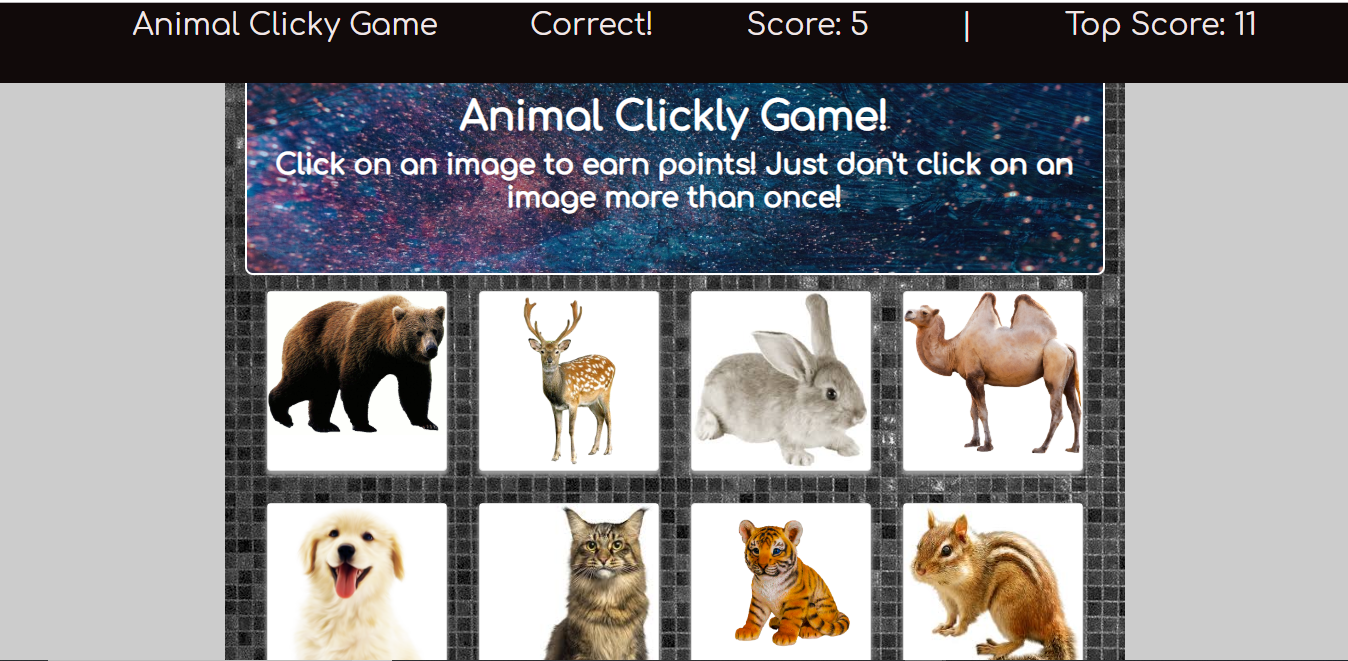 Animal Clicky Game Correct! Score: 5 | Top Score: 11
Animal Clickly Game!
Click on an image to earn points! Just don't click on an
image more than once!